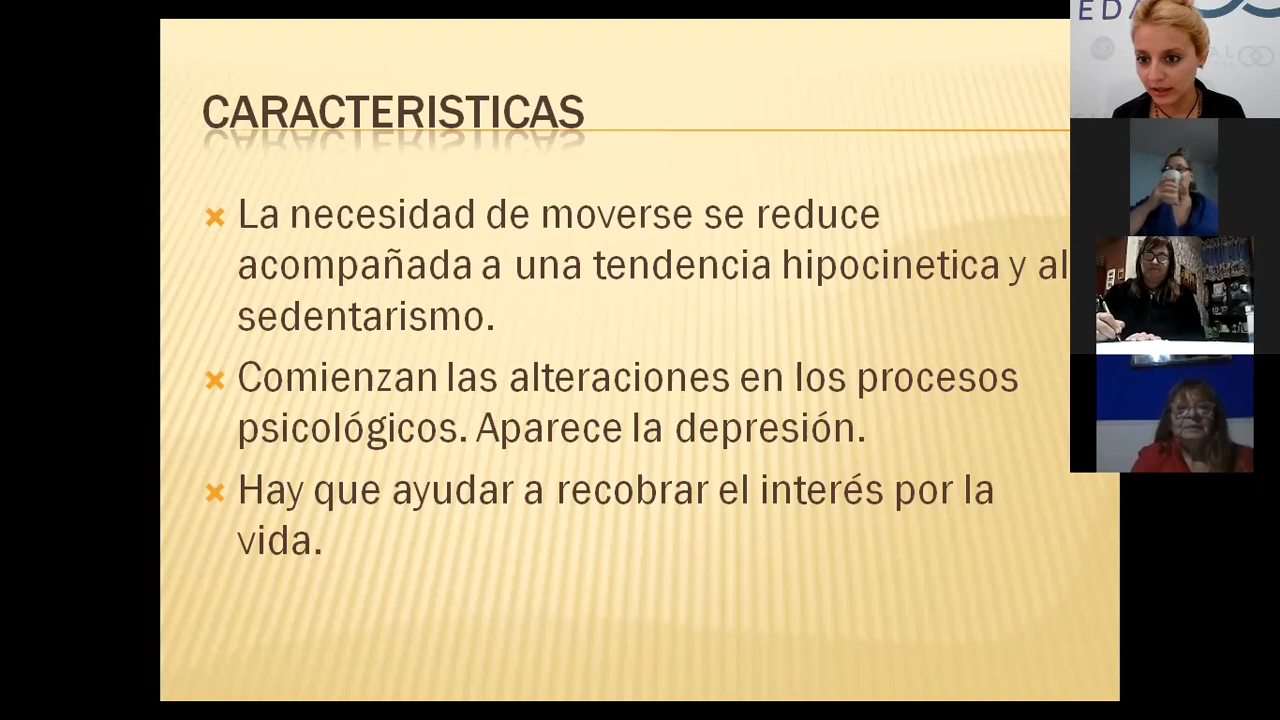 CARACTERISTICAS
La necesidad de moverse se reduce
acompañada a una tendencia hipocinetica y al
sedentarismo.
Comienzan las alteraciones en los procesos
psicológicos. Aparece la depresión.
Hay que ayudar a recobrar el interés por la
vida.